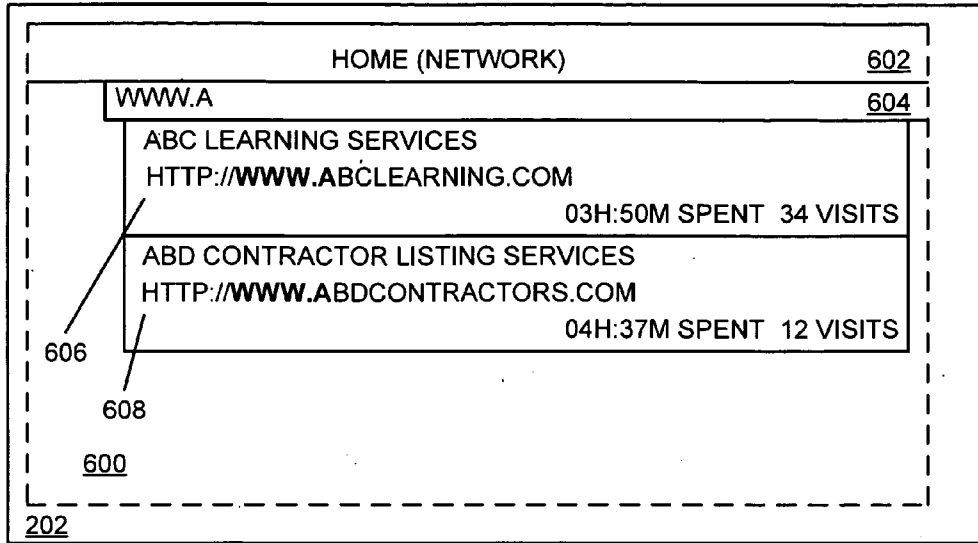 HOME (NETWORK) 602
WWW.A 604
ABC LEARNING SERVICES
HTTP://WWW.ABCLEARNING.COM
03H:50M SPENT 34 VISITS
ABD CONTRACTOR LISTING SERVICES
HTTP://WWW.ABDCONTRACTORS.COM
04H:37M SPENT 12 VISITS
606
608
600
202